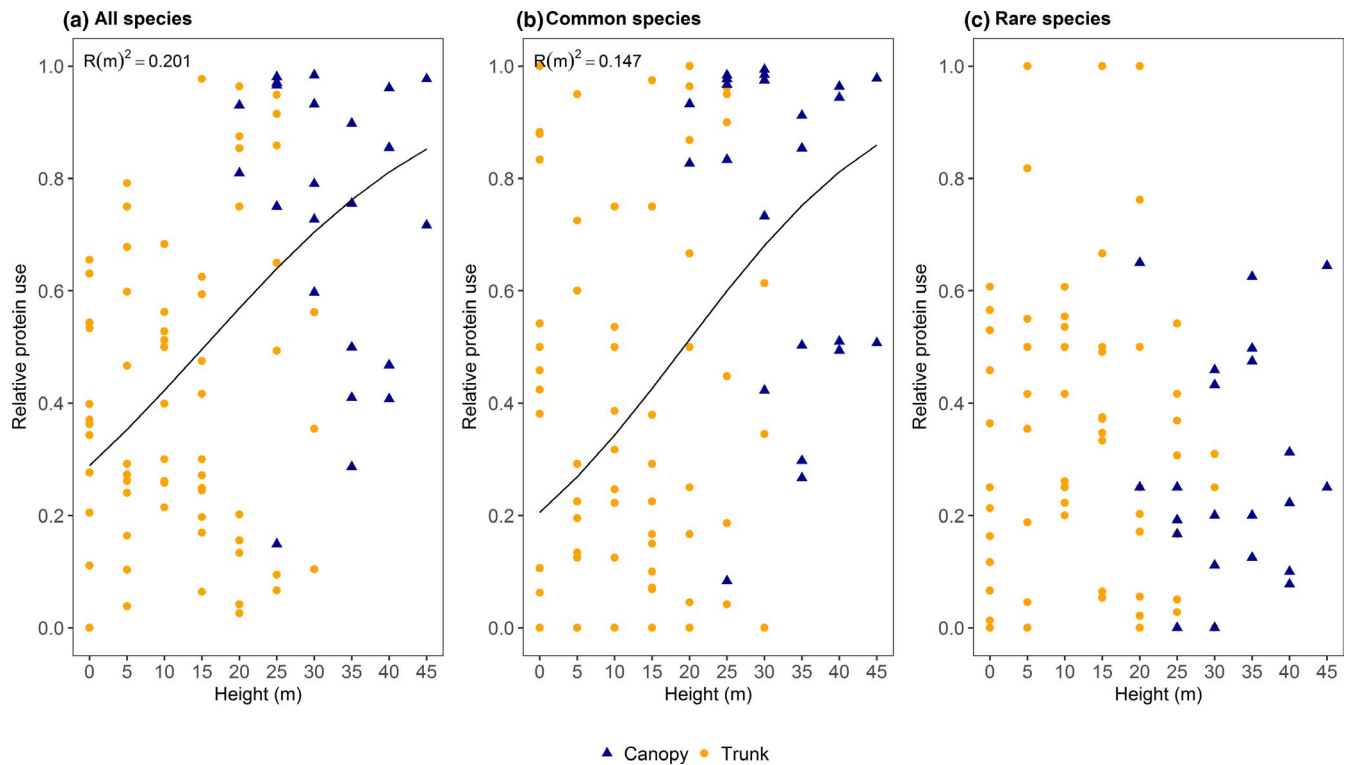 (a) All species
(b) Common species
(c) Rare species
R(m)² = 0.201
R(m)² = 0.147
Relative protein use
1.0
0.8
0.6
0.4
0.2
0.0
0 5 10 15 20 25 30 35 40 45
Height (m)
Relative protein use
1.0
0.8
0.6
0.4
0.2
0.0
0 5 10 15 20 25 30 35 40 45
Height (m)
Relative protein use
1.0
0.8
0.6
0.4
0.2
0.0
0 5 10 15 20 25 30 35 40 45
Height (m)
Canopy Trunk